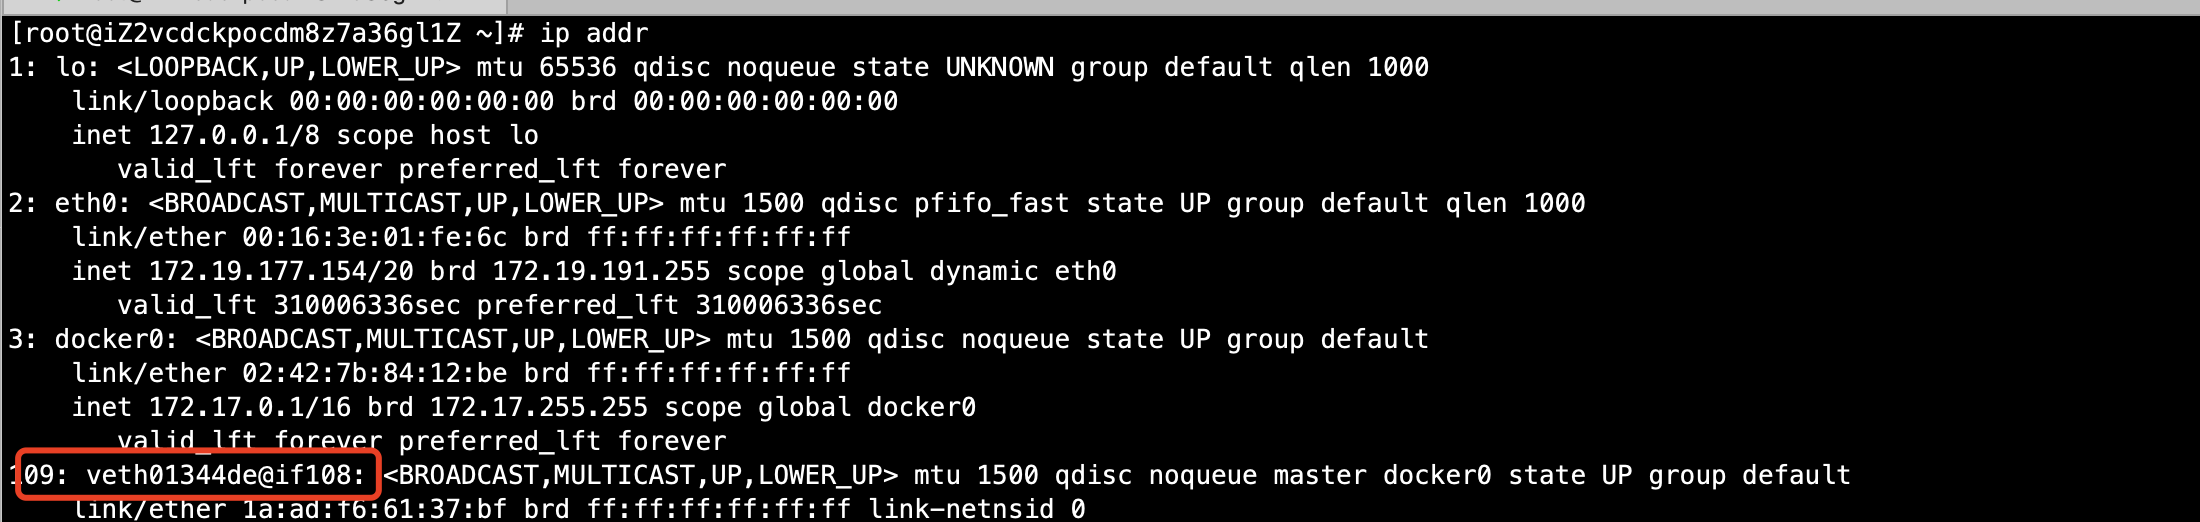 [root@iZ2vcdckpocdm8z7a36gl1Z ~]# ip addr
1: lo: <LOOPBACK,UP,LOWER_UP> mtu 65536 qdisc noqueue state UNKNOWN group default qlen 1000
    link/loopback 00:00:00:00:00:00 brd 00:00:00:00:00:00
    inet 127.0.0.1/8 scope host lo
       valid_lft forever preferred_lft forever
2: eth0: <BROADCAST,MULTICAST,UP,LOWER_UP> mtu 1500 qdisc pfifo_fast state UP group default qlen 1000
    link/ether 00:16:3e:01:fe:6c brd ff:ff:ff:ff:ff:ff
    inet 172.19.177.154/20 brd 172.19.191.255 scope global dynamic eth0
       valid_lft 310006336sec preferred_lft 310006336sec
3: docker0: <BROADCAST,MULTICAST,UP,LOWER_UP> mtu 1500 qdisc noqueue state UP group default
    link/ether 02:42:7b:84:12:be brd ff:ff:ff:ff:ff:ff
    inet 172.17.0.1/16 brd 172.17.255.255 scope global docker0
       valid_lft forever preferred_lft forever
109: veth01344de@if108: <BROADCAST,MULTICAST,UP,LOWER_UP> mtu 1500 qdisc noqueue master docker0 state UP group default
    link/ether 1a:ad:f6:61:37:bf brd ff:ff:ff:ff:ff:ff link-netnsid 0